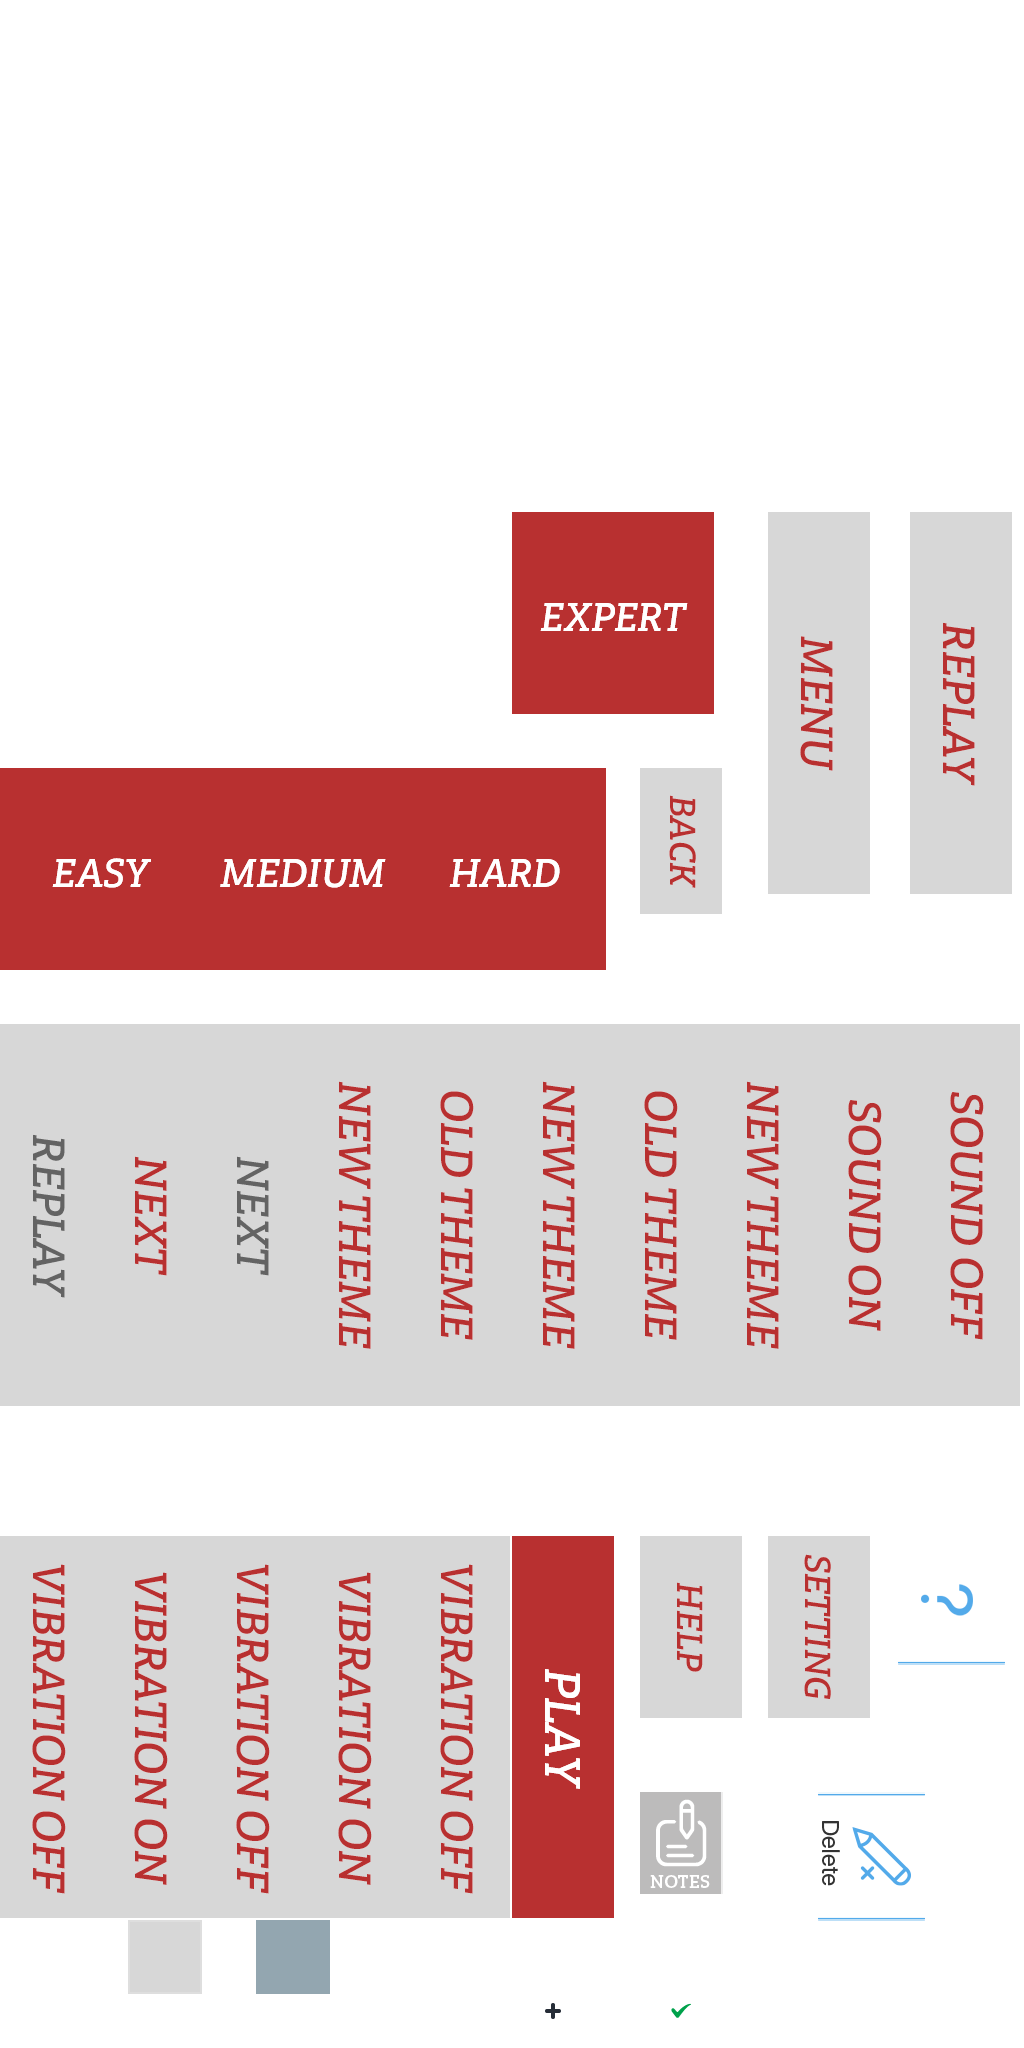 EXPERT
MENU
REPLAY
EASY
MEDIUM
HARD
BACK
REPLAY
NEXT
NEXT
NEW THEME
OLD THEME
NEW THEME
OLD THEME
NEW THEME
SOUND ON
SOUND OFF
VIBRATION OFF
VIBRATION ON
VIBRATION OFF
VIBRATION ON
VIBRATION OFF
PLAY
HELP
SETTING
?
NOTES
Delete